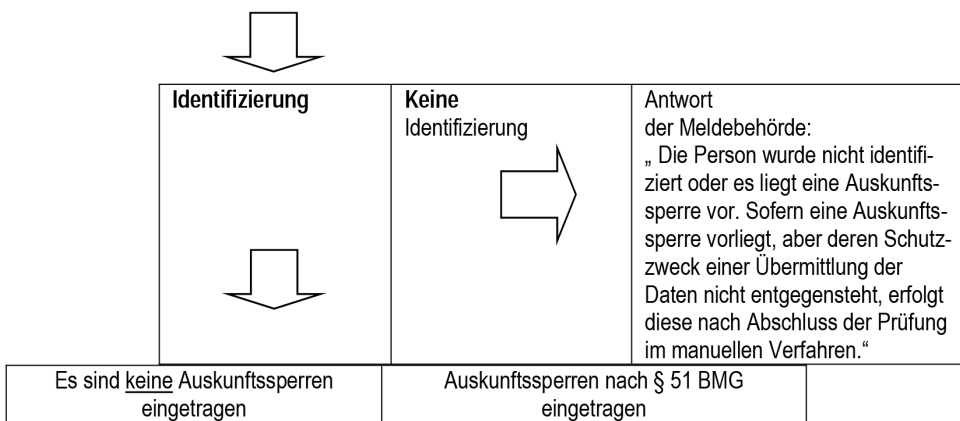 Identifizierung
Keine
Identifizierung
Antwort
der Meldebehörde:
„ Die Person wurde nicht identifi-
ziert oder es liegt eine Auskunfts-
sperre vor. Sofern eine Auskunfts-
sperre vorliegt, aber deren Schutz-
zweck einer Übermittlung der
Daten nicht entgegensteht, erfolgt
diese nach Abschluss der Prüfung
im manuellen Verfahren.“
Es sind keine Auskunftssperren
eingetragen
Auskunftssperren nach § 51 BMG
eingetragen